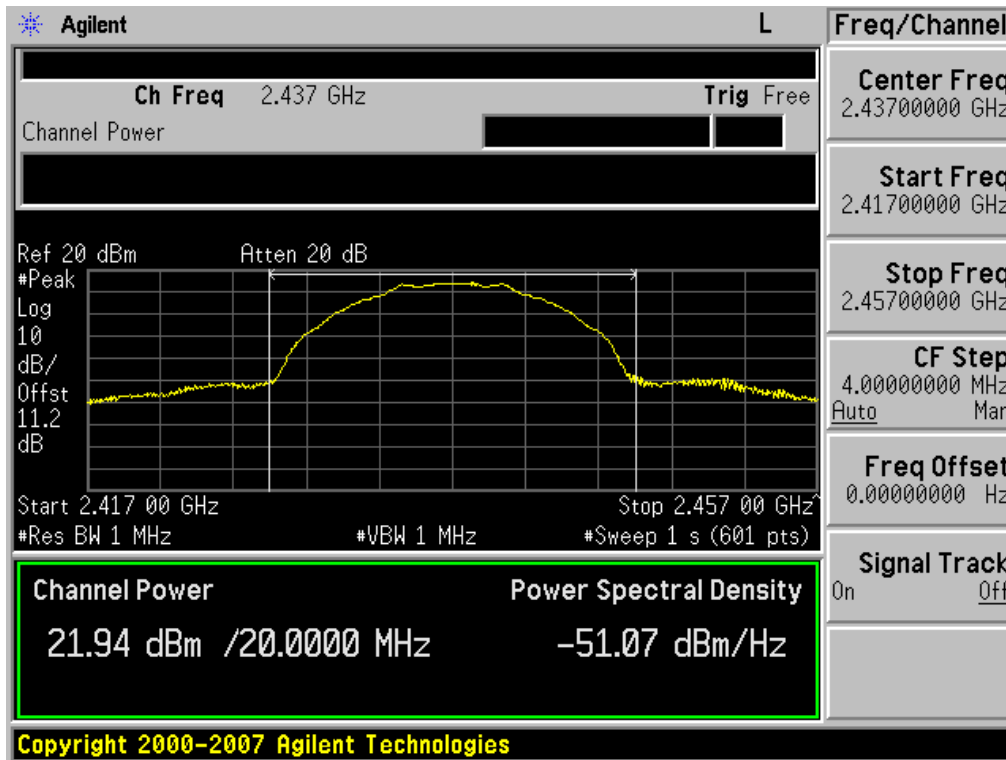 Agilent L
Ch Freq 2.437 GHz Trig Free
Channel Power
Ref 20 dBm Atten 20 dB
#Peak
Log
10
dB/
Offst
11.2
dB
Start 2.417 00 GHz Stop 2.457 00 GHz^
#Res BW 1 MHz #VBW 1 MHz #Sweep 1 s (601 pts)
Channel Power Power Spectral Density
21.94 dBm /20.0000 MHz -51.07 dBm/Hz
Copyright 2000-2007 Agilent Technologies
Freq/Channel
Center Freq
2.43700000 GHz
Start Freq
2.41700000 GHz
Stop Freq
2.45700000 GHz
CF Step
4.00000000 MHz
Auto Man
Freq Offset
0.00000000 Hz
Signal Track
On Off